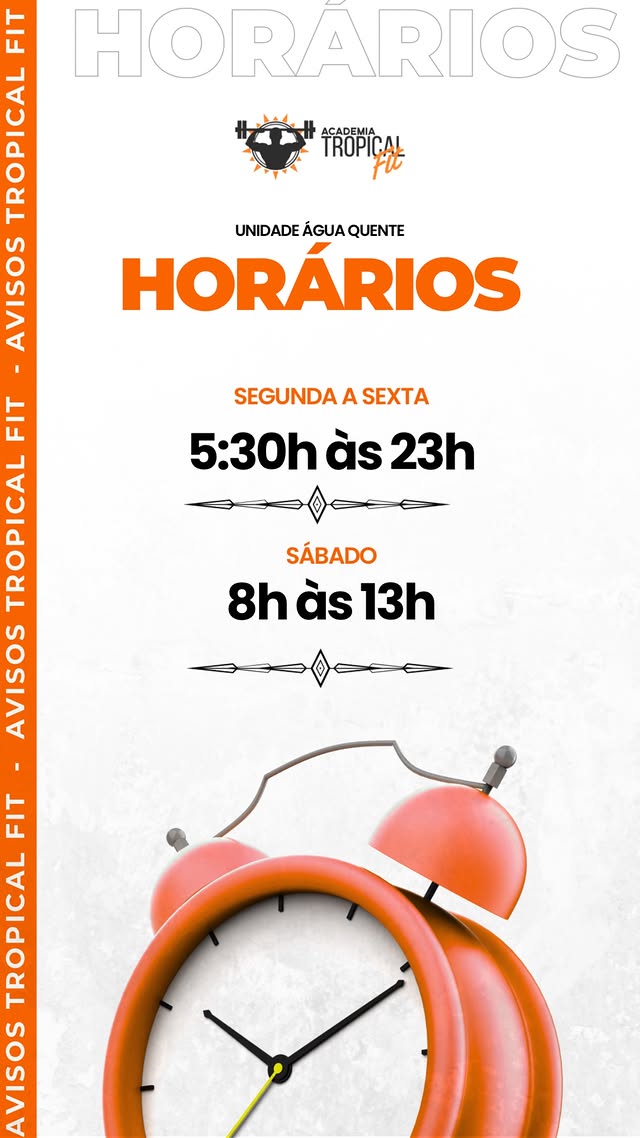 HORÁRIOS
ACADEMIA
TROPICAL
Fit
UNIDADE ÁGUA QUENTE
HORÁRIOS
SEGUNDA A SEXTA
5:30h às 23h
SÁBADO
8h às 13h
AVISOS TROPICAL FIT - AVISOS TROPICAL FIT - AVISOS TROPICAL FIT